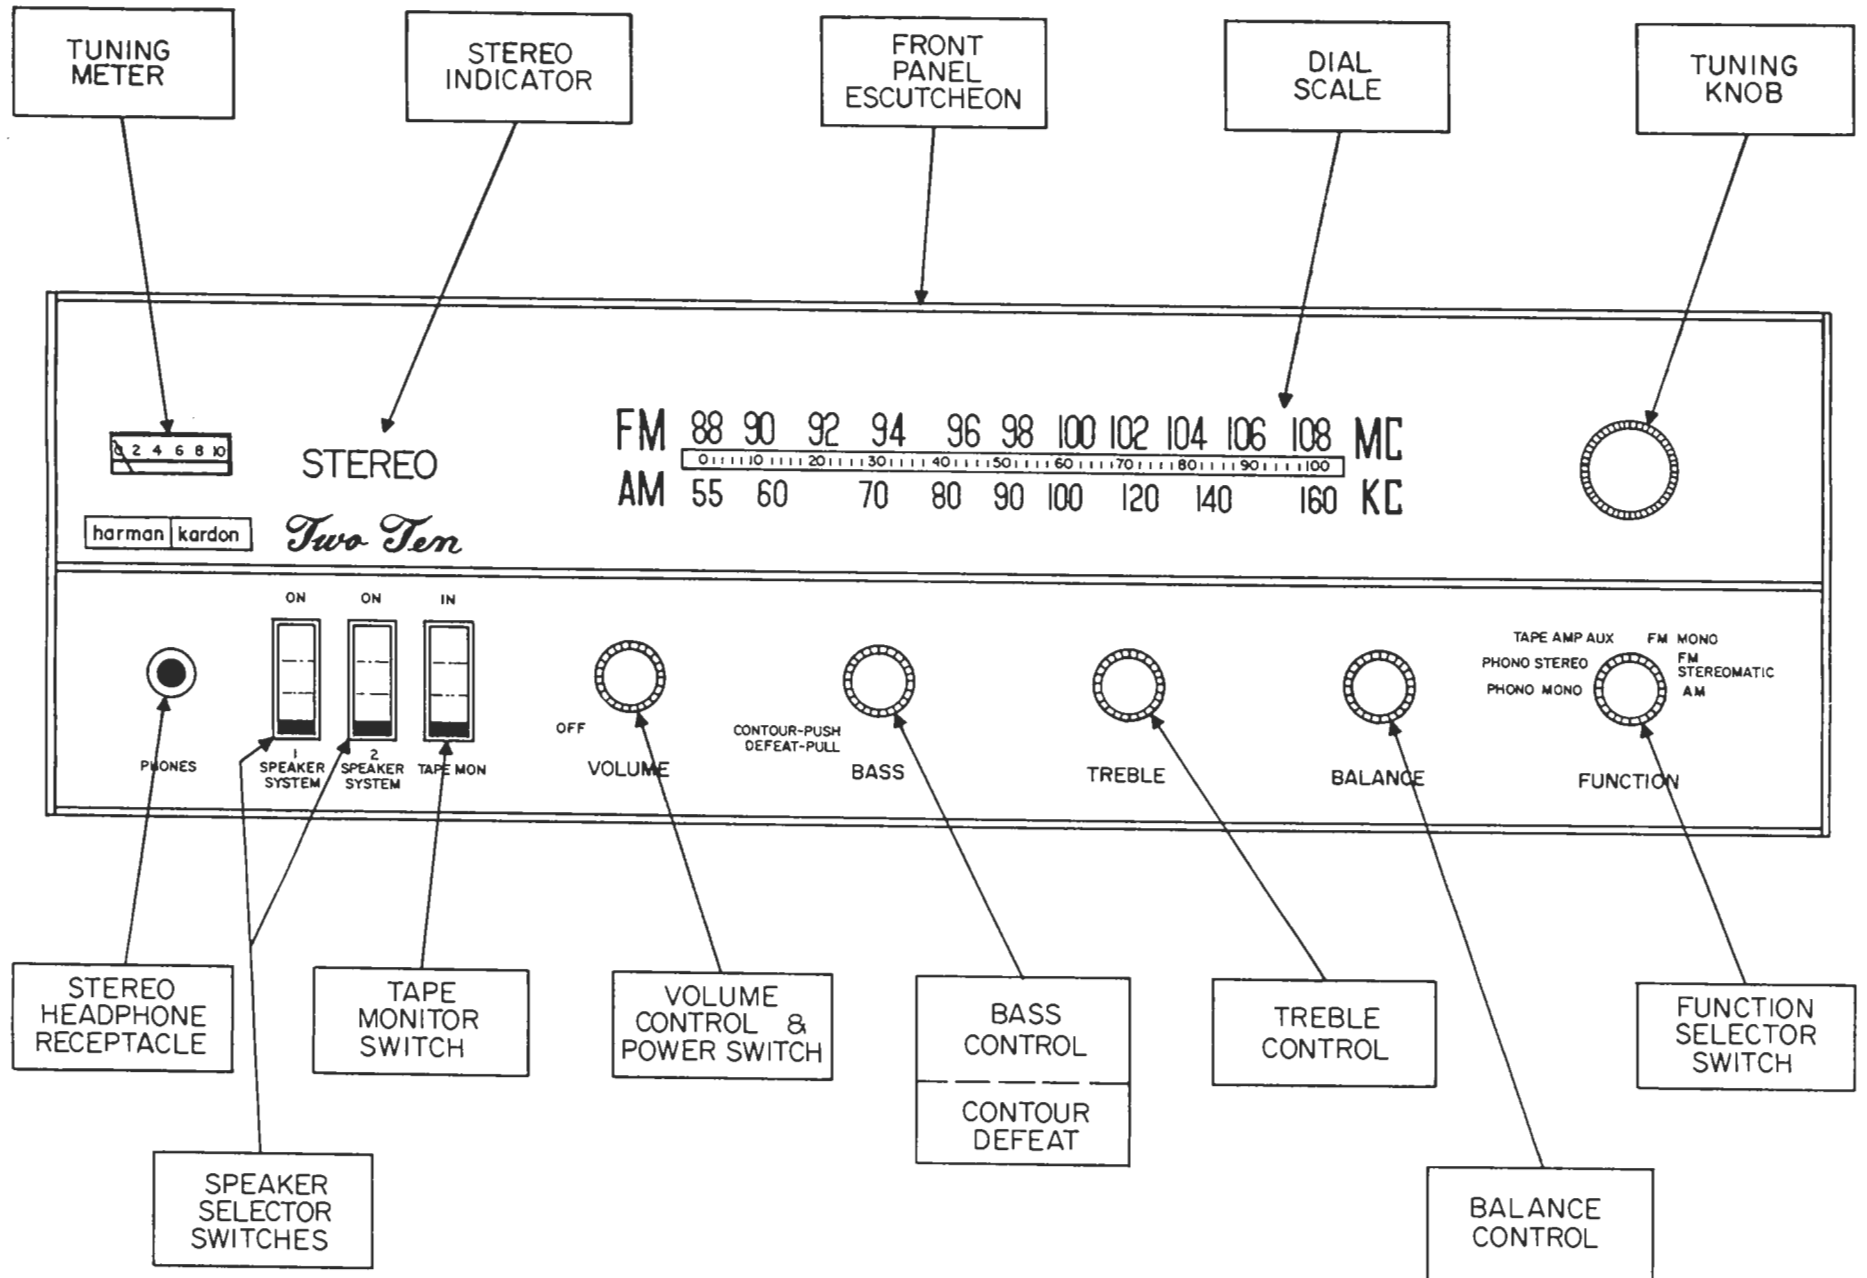 TUNING
METER
STEREO
INDICATOR
FRONT
PANEL
ESCUTCHEON
DIAL
SCALE
TUNING
KNOB
0 2 4 6 8 10
STEREO
FM 88 90 92 94 96 98 100 102 104 106 108 MC
0 10 20 30 40 50 60 70 80 90 100
AM 55 60 70 80 90 100 120 140 160 KC
harman kardon
Two Ten
ON
ON
IN
PHONES
1
SPEAKER
SYSTEM
2
SPEAKER
SYSTEM
TAPE MON
OFF
VOLUME
CONTOUR-PUSH
DEFEAT-PULL
BASS
TREBLE
BALANCE
TAPE AMP AUX
PHONO STEREO
PHONO MONO
FM MONO
FM
STEREOMATIC
AM
FUNCTION
STEREO
HEADPHONE
RECEPTACLE
TAPE
MONITOR
SWITCH
VOLUME
CONTROL &
POWER SWITCH
BASS
CONTROL
CONTOUR
DEFEAT
TREBLE
CONTROL
FUNCTION
SELECTOR
SWITCH
SPEAKER
SELECTOR
SWITCHES
BALANCE
CONTROL